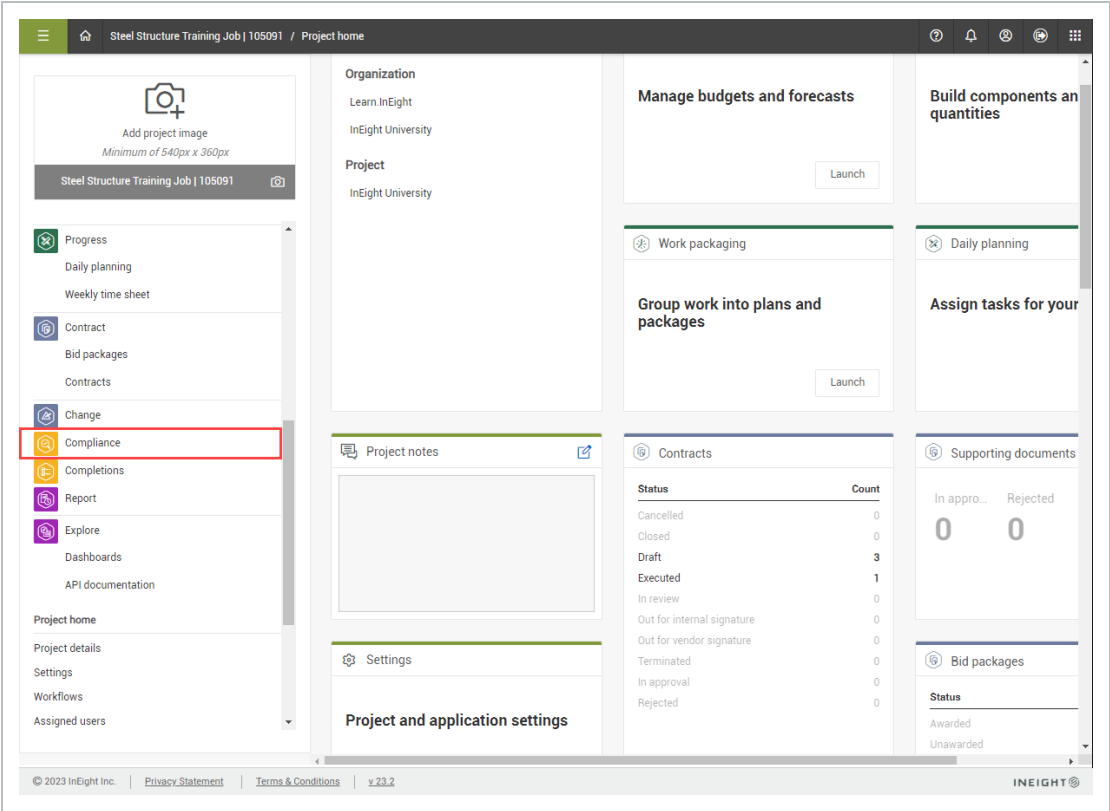 Steel Structure Training Job | 105091 / Project home
Add project image
Minimum of 540px x 360px
Steel Structure Training Job | 105091
Progress
Daily planning
Weekly time sheet
Contract
Bid packages
Contracts
Change
Compliance
Completions
Report
Explore
Dashboards
API documentation
Project home
Project details
Settings
Workflows
Assigned users
Organization
Learn.InEight
InEight University
Project
InEight University
Manage budgets and forecasts
Launch
Build components an
quantities
Work packaging
Group work into plans and
packages
Launch
Daily planning
Assign tasks for your
Project notes
Contracts
Status Count
Cancelled 0
Closed 0
Draft 3
Executed 1
In review 0
Out for internal signature 0
Out for vendor signature 0
Terminated 0
In approval 0
Rejected 0
Supporting documents
In appro... Rejected
0 0
Settings
Project and application settings
Bid packages
Status
Awarded
Unawarded
© 2023 InEight Inc. | Privacy Statement | Terms & Conditions | v 23.2
INEIGHT